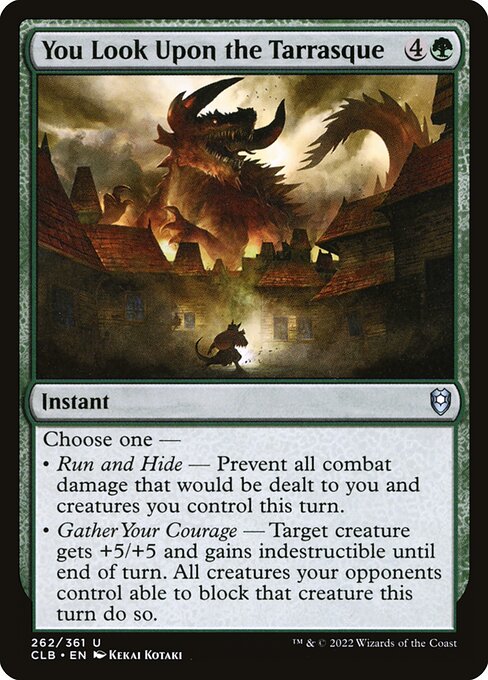 You Look Upon the Tarrasque 4
Instant
Choose one —
• Run and Hide — Prevent all combat
damage that would be dealt to you and
creatures you control this turn.
• Gather Your Courage — Target creature
gets +5/+5 and gains indestructible until
end of turn. All creatures your opponents
control able to block that creature this
turn do so.
262/361 U
CLB • EN Kekai Kotaki
™ & © 2022 Wizards of the Coast